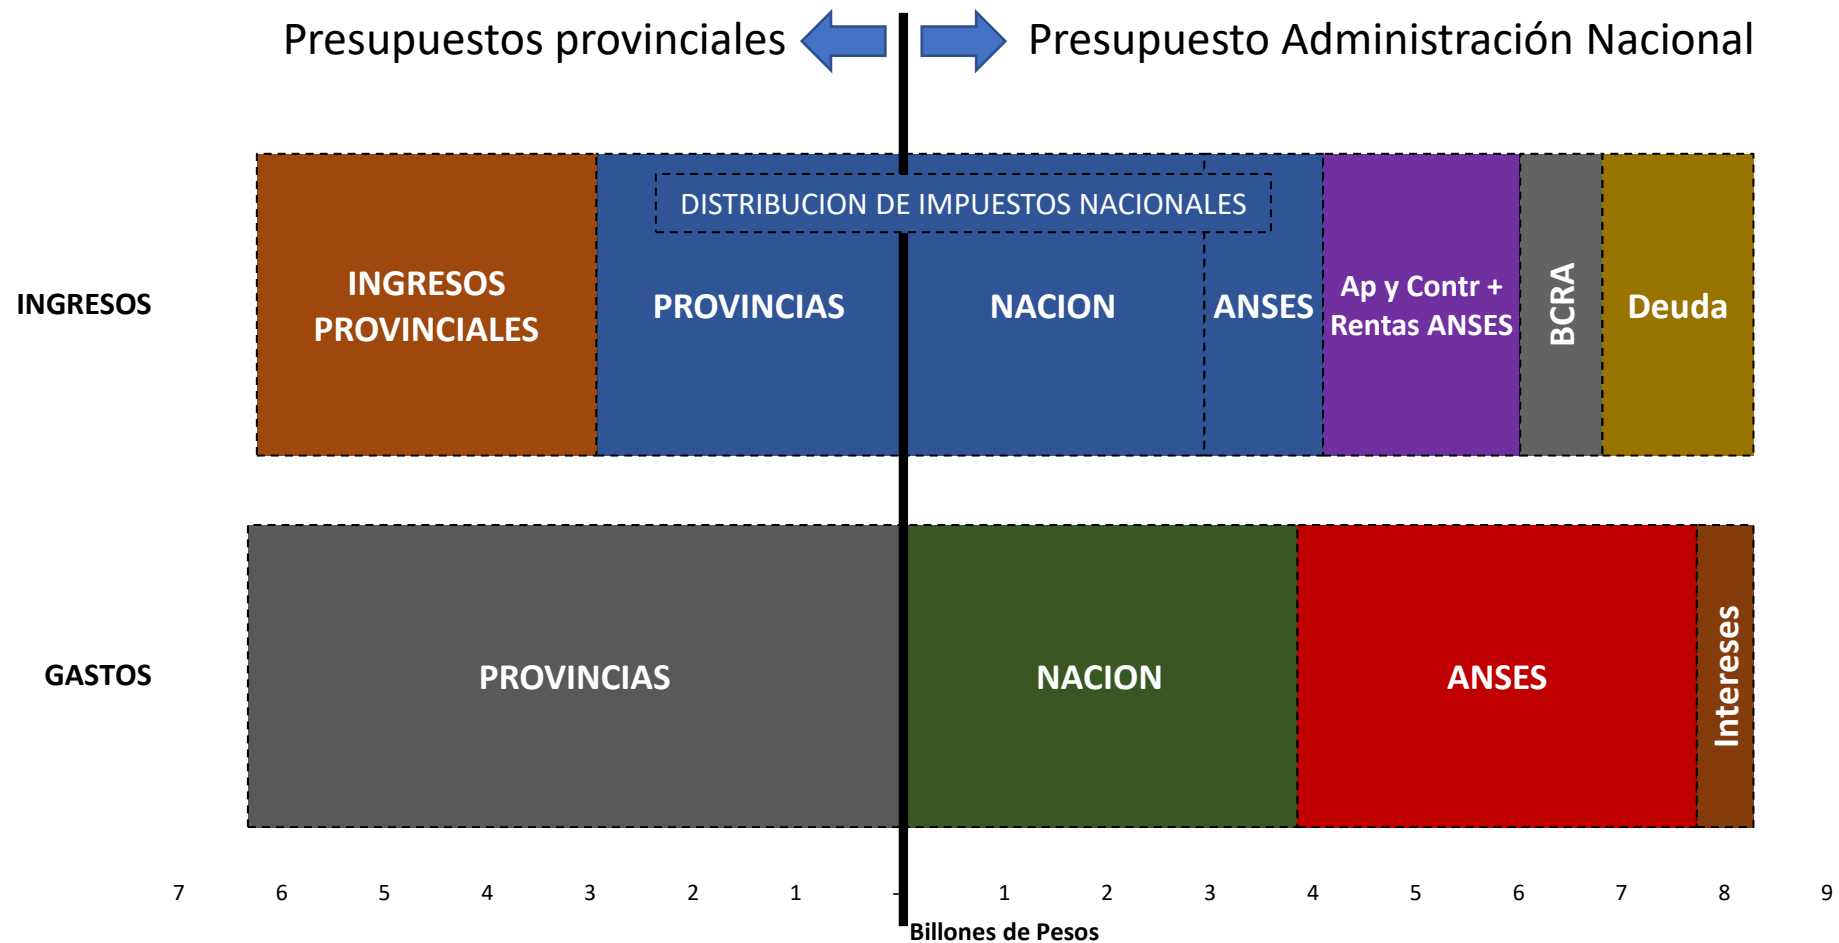 Presupuestos provinciales
Presupuesto Administración Nacional
DISTRIBUCION DE IMPUESTOS NACIONALES
INGRESOS
INGRESOS
PROVINCIALES
PROVINCIAS
NACION
ANSES
Ap y Contr +
Rentas ANSES
BCRA
Deuda
GASTOS
PROVINCIAS
NACION
ANSES
Intereses
7 6 5 4 3 2 1 - 1 2 3 4 5 6 7 8 9
Billones de Pesos